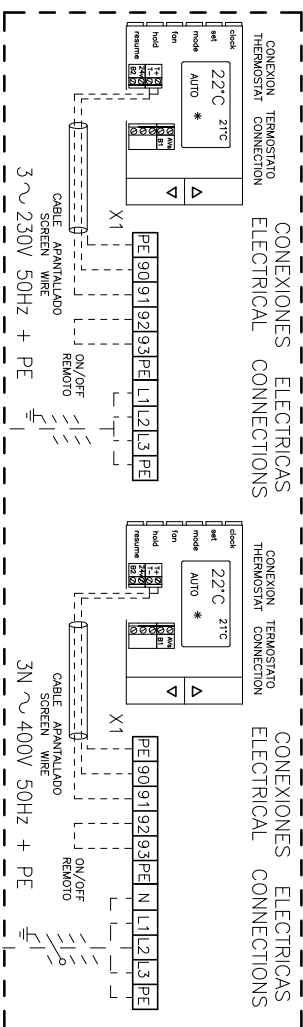 CONEXIONES ELECTRICAS
ELECTRICAL CONNECTIONS
CONEXION TERMOSTATO
THERMOSTAT CONNECTION
clock
set
mode
fan
hold
resume
22°C
21°C
AUTO *
T+
T-
24+
B2
AVs
B1
X1
PE 90 91 92 93 PE L1 L2 L3 PE
CABLE APANTALLADO
SCREEN WIRE
ON/OFF
REMOTO
3 ~ 230V 50Hz + PE
CONEXIONES ELECTRICAS
ELECTRICAL CONNECTIONS
CONEXION TERMOSTATO
THERMOSTAT CONNECTION
clock
set
mode
fan
hold
resume
22°C
21°C
AUTO *
T+
T-
24+
B2
AVs
B1
X1
PE 90 91 92 93 PE N L1 L2 L3 PE
CABLE APANTALLADO
SCREEN WIRE
ON/OFF
REMOTO
3N ~ 400V 50Hz + PE